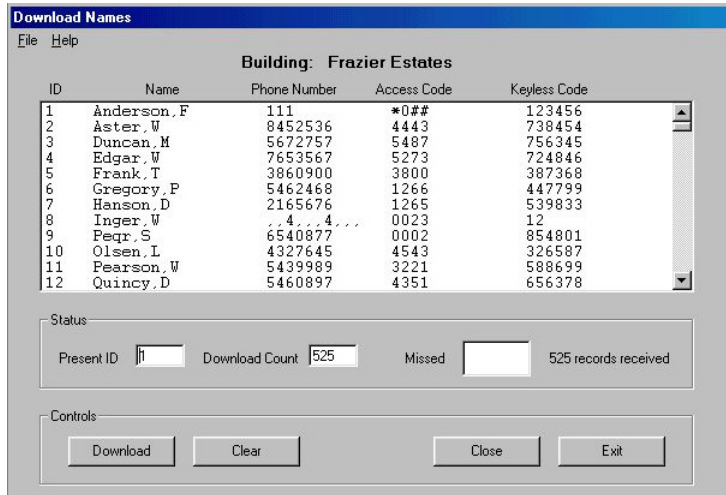 Download Names
File Help
Building: Frazier Estates
ID Name Phone Number Access Code Keyless Code
1 Anderson,F 111 *0## 123456
2 Aster,W 8452536 4443 738454
3 Duncan,M 5672757 5487 756345
4 Edgar,W 7653567 5273 724846
5 Frank,T 3860900 3800 387368
6 Gregory,P 5462468 1266 447799
7 Hanson,D 2165676 1265 539833
8 Inger,W ,,4,,,4,,, 0023 12
9 Peqr,S 6540877 0002 854801
10 Olsen,L 4327645 4543 326587
11 Pearson,W 5439989 3221 588699
12 Quincy,D 5460897 4351 656378
Status
Present ID 1 Download Count 525 Missed 525 records received
Controls
Download Clear Close Exit